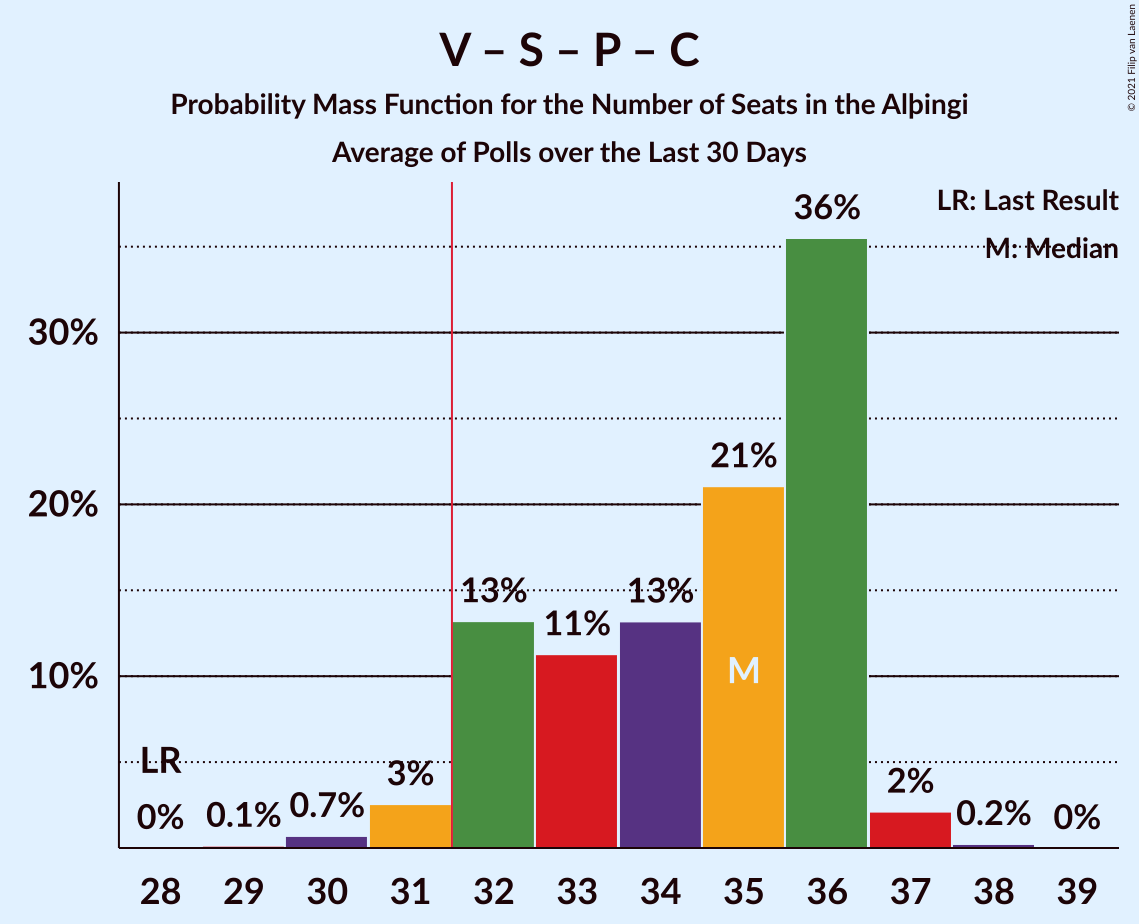 V – S – P – C
Probability Mass Function for the Number of Seats in the Alþingi
Average of Polls over the Last 30 Days
© 2021 Filip van Laenen
LR: Last Result
M: Median
30%
20%
10%
LR
0%
0.1%
0.7%
3%
13%
11%
13%
21%
M
36%
2%
0.2%
0%
28 29 30 31 32 33 34 35 36 37 38 39